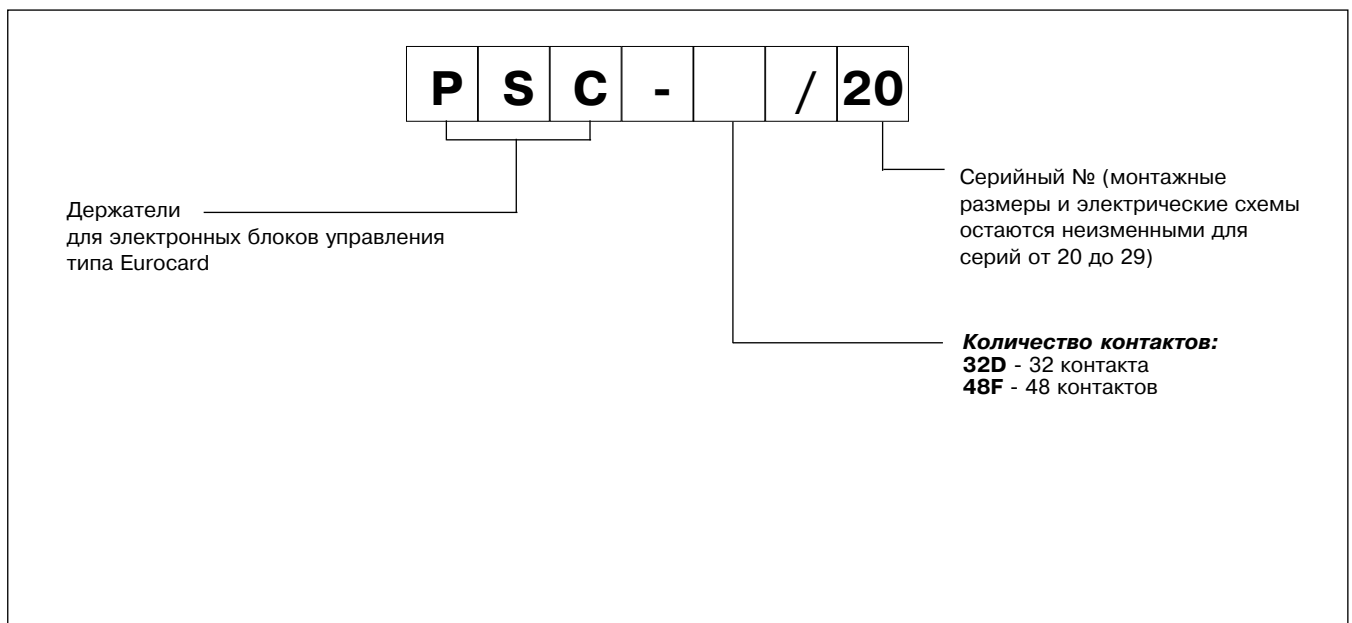 PSC- /20
Держатели
для электронных блоков управления
типа Eurocard
Серийный № (монтажные
размеры и электрические схемы
остаются неизменными для
серий от 20 до 29)
Количество контактов:
32D - 32 контакта
48F - 48 контактов